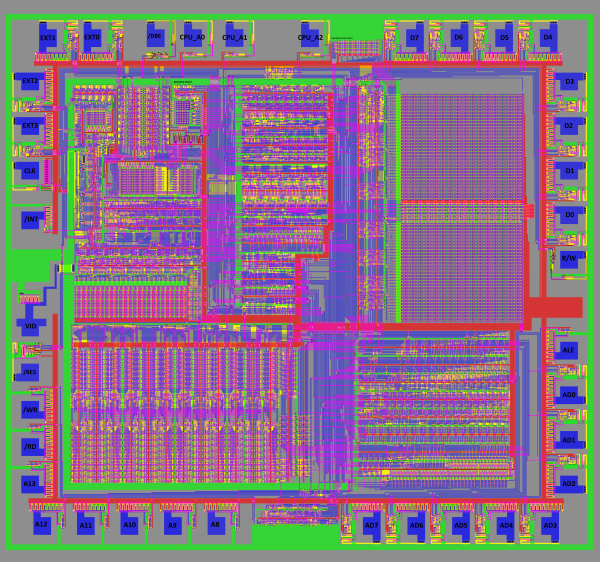 EXT1 EXT0 /DBE CPU_A0 CPU_A1 CPU_A2 D7 D6 D5 D4
EXT2 D3
EXT3 D2
CLK D1
/INT D0
R/W
VID
/RES ALE
/WR AD0
/RD AD1
A13 AD2
A12 A11 A10 A9 A8 AD7 AD6 AD5 AD4 AD3